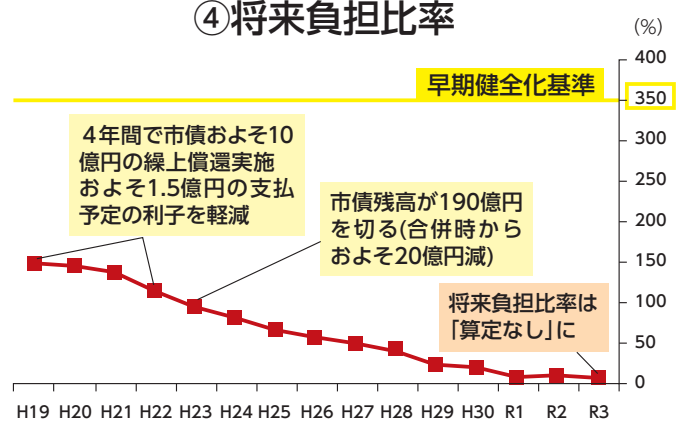 ④将来負担比率
(%)
400
早期健全化基準
350
300
250
200
150
100
50
0
4年間で市債およそ10
億円の繰上償還実施
およそ1.5億円の支払
予定の利子を軽減
市債残高が190億円
を切る(合併時から
およそ20億円減)
将来負担比率は
「算定なし」に
H19 H20 H21 H22 H23 H24 H25 H26 H27 H28 H29 H30 R1 R2 R3